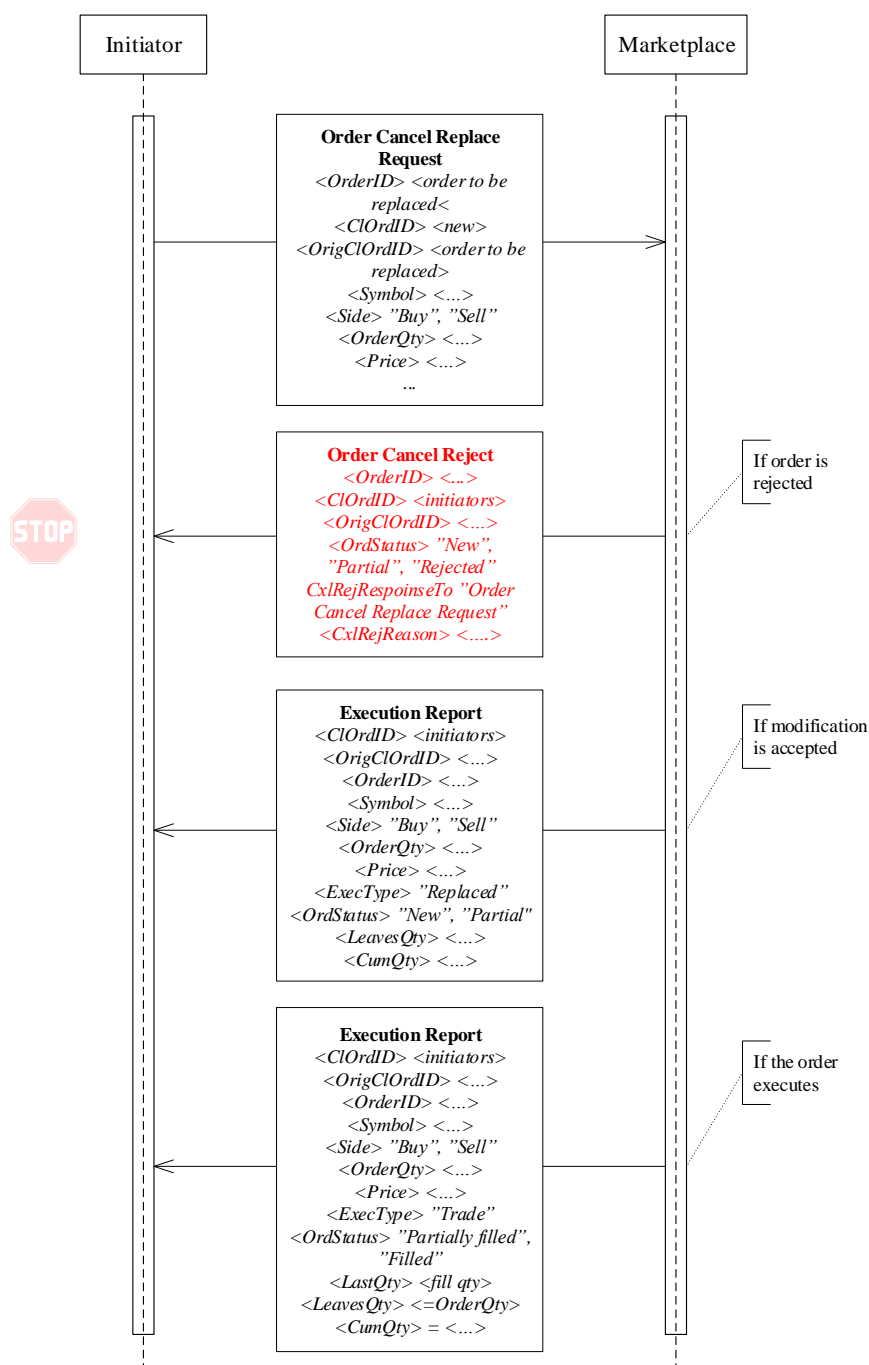 Initiator
Marketplace
Order Cancel Replace
Request
<OrderID> <order to be
replaced<
<ClOrdID> <new>
<OrigClOrdID> <order to be
replaced>
<Symbol> <...>
<Side> ”Buy”, ”Sell”
<OrderQty> <...>
<Price> <...>
...
Order Cancel Reject
<OrderID> <...>
<ClOrdID> <initiators>
<OrigClOrdID> <...>
<OrdStatus> ”New”,
”Partial”, ”Rejected”
CxlRejRespoinseTo ”Order
Cancel Replace Request”
<CxlRejReason> <....>
If order is
rejected
STOP
Execution Report
<ClOrdID> <initiators>
<OrigClOrdID> <...>
<OrderID> <...>
<Symbol> <...>
<Side> ”Buy”, ”Sell”
<OrderQty> <...>
<Price> <...>
<ExecType> ”Replaced”
<OrdStatus> ”New”, ”Partial"
<LeavesQty> <...>
<CumQty> <...>
If modification
is accepted
Execution Report
<ClOrdID> <initiators>
<OrigClOrdID> <...>
<OrderID> <...>
<Symbol> <...>
<Side> ”Buy”, ”Sell”
<OrderQty> <...>
<Price> <...>
<ExecType> ”Trade”
<OrdStatus> ”Partially filled”,
”Filled”
<LastQty> <fill qty>
<LeavesQty> <=OrderQty>
<CumQty> = <...>
If the order
executes